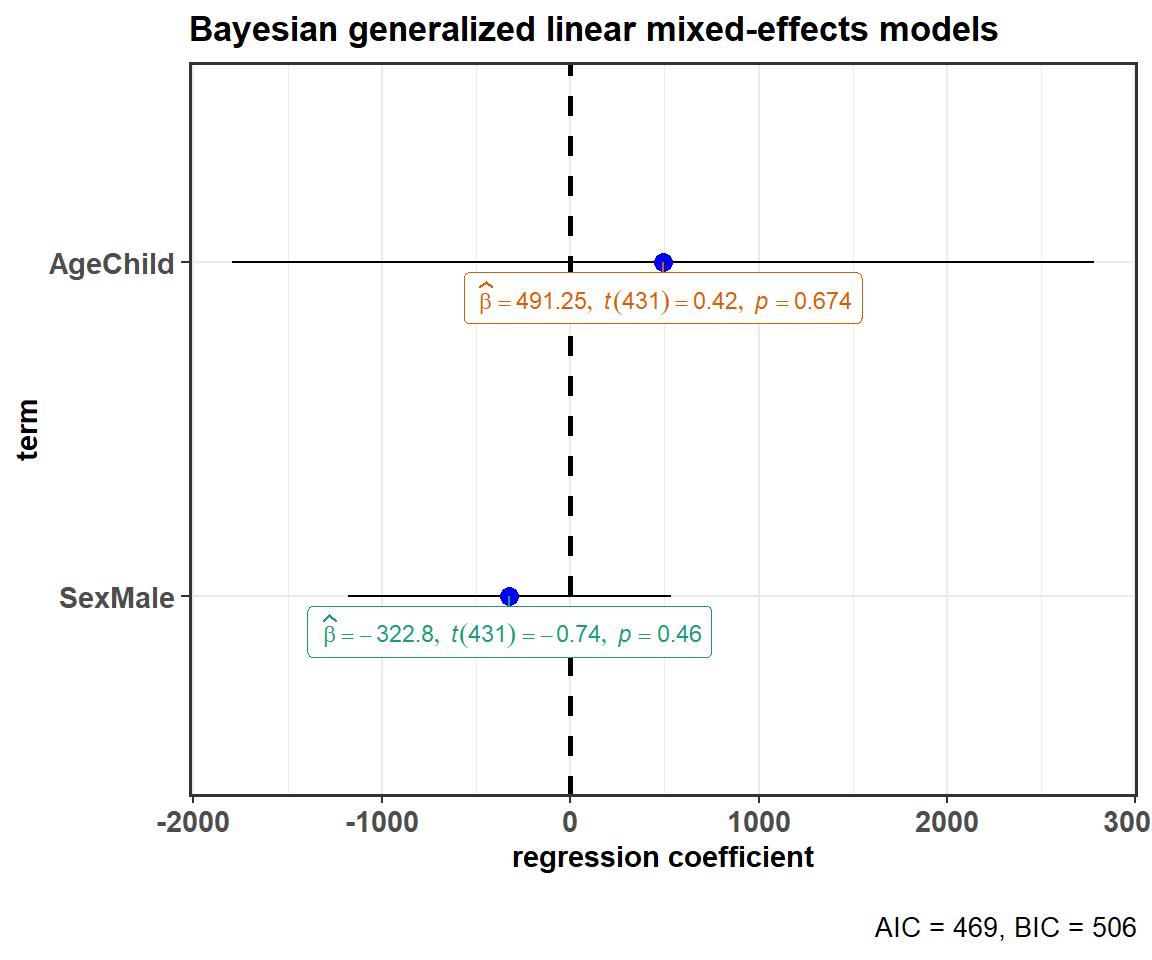 Bayesian generalized linear mixed-effects models
term
AgeChild
β̂ = 491.25, t(431) = 0.42, p = 0.674
SexMale
β̂ = −322.8, t(431) = −0.74, p = 0.46
-2000 -1000 0 1000 2000 300
regression coefficient
AIC = 469, BIC = 506